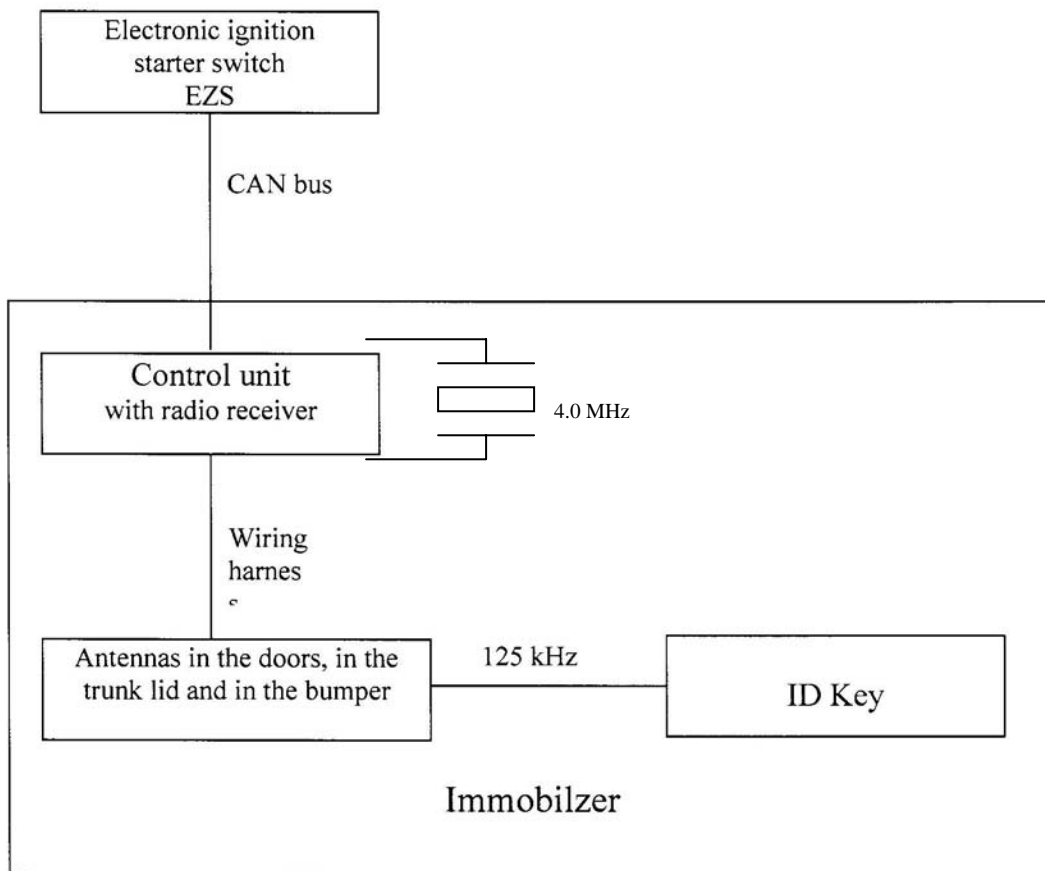 Electronic ignition
starter switch
EZS
CAN bus
Control unit
with radio receiver
4.0 MHz
Wiring
harnes
s
Antennas in the doors, in the
trunk lid and in the bumper
125 kHz
ID Key
Immobilzer